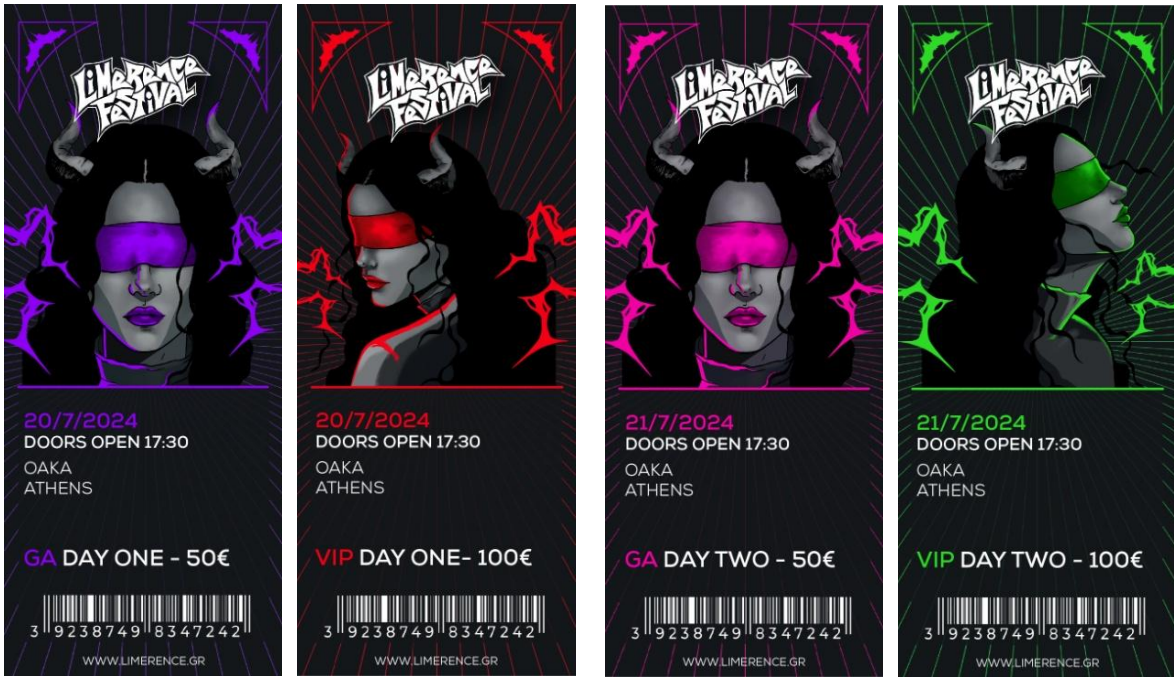 LiMeRence
FeSTiVAL
20/7/2024
DOORS OPEN 17:30
OAKA
ATHENS
GA DAY ONE - 50€
3 9238749 8347242
WWW.LIMERENCE.GR
LiMeRence
FeSTiVAL
20/7/2024
DOORS OPEN 17:30
OAKA
ATHENS
VIP DAY ONE- 100€
3 9238749 8347242
WWW.LIMERENCE.GR
LiMeRence
FeSTiVAL
21/7/2024
DOORS OPEN 17:30
OAKA
ATHENS
GA DAY TWO - 50€
3 9238749 8347242
WWW.LIMERENCE.GR
LiMeRence
FeSTiVAL
21/7/2024
DOORS OPEN 17:30
OAKA
ATHENS
VIP DAY TWO - 100€
3 9238749 8347242
WWW.LIMERENCE.GR